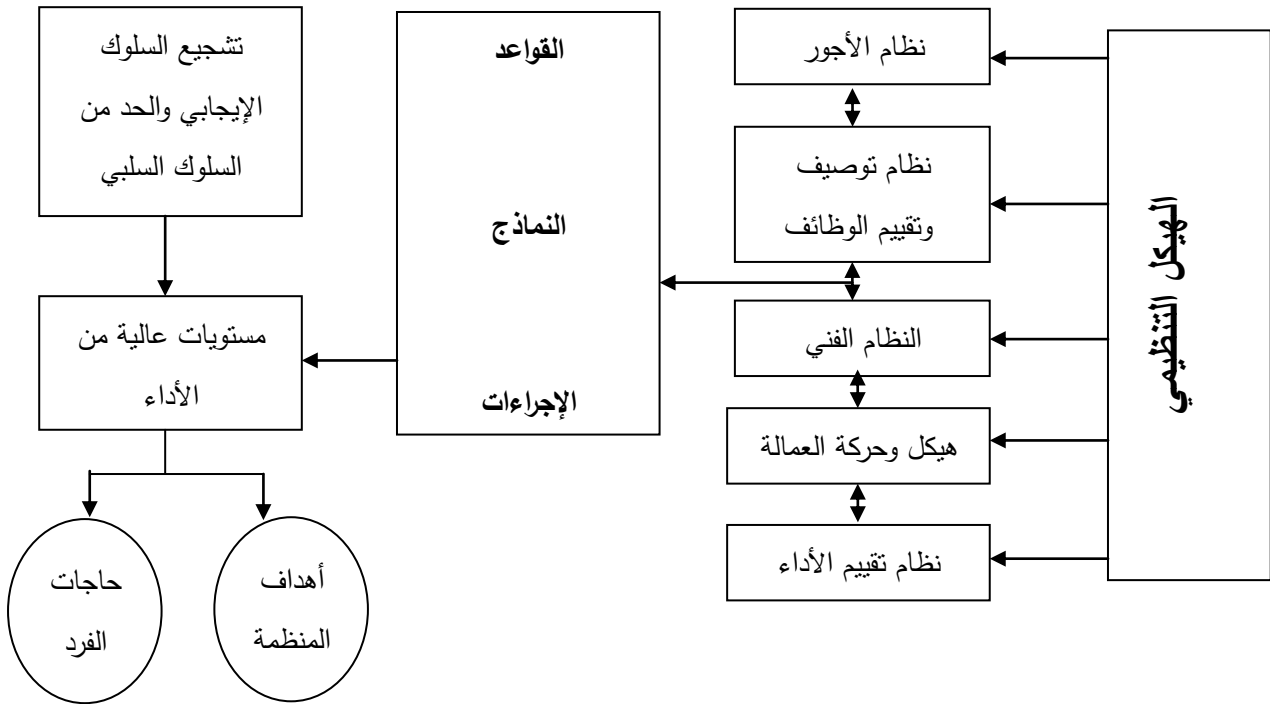 الهيكل التنظيمي
نظام الأجور
نظام توصيف
وتقييم الوظائف
النظام الفني
هيكل وحركة العمالة
نظام تقييم الأداء
القواعد
النماذج
الإجراءات
تشجيع السلوك
الإيجابي والحد من
السلوك السلبي
مستويات عالية من
الأداء
أهداف
المنظمة
حاجات
الفرد